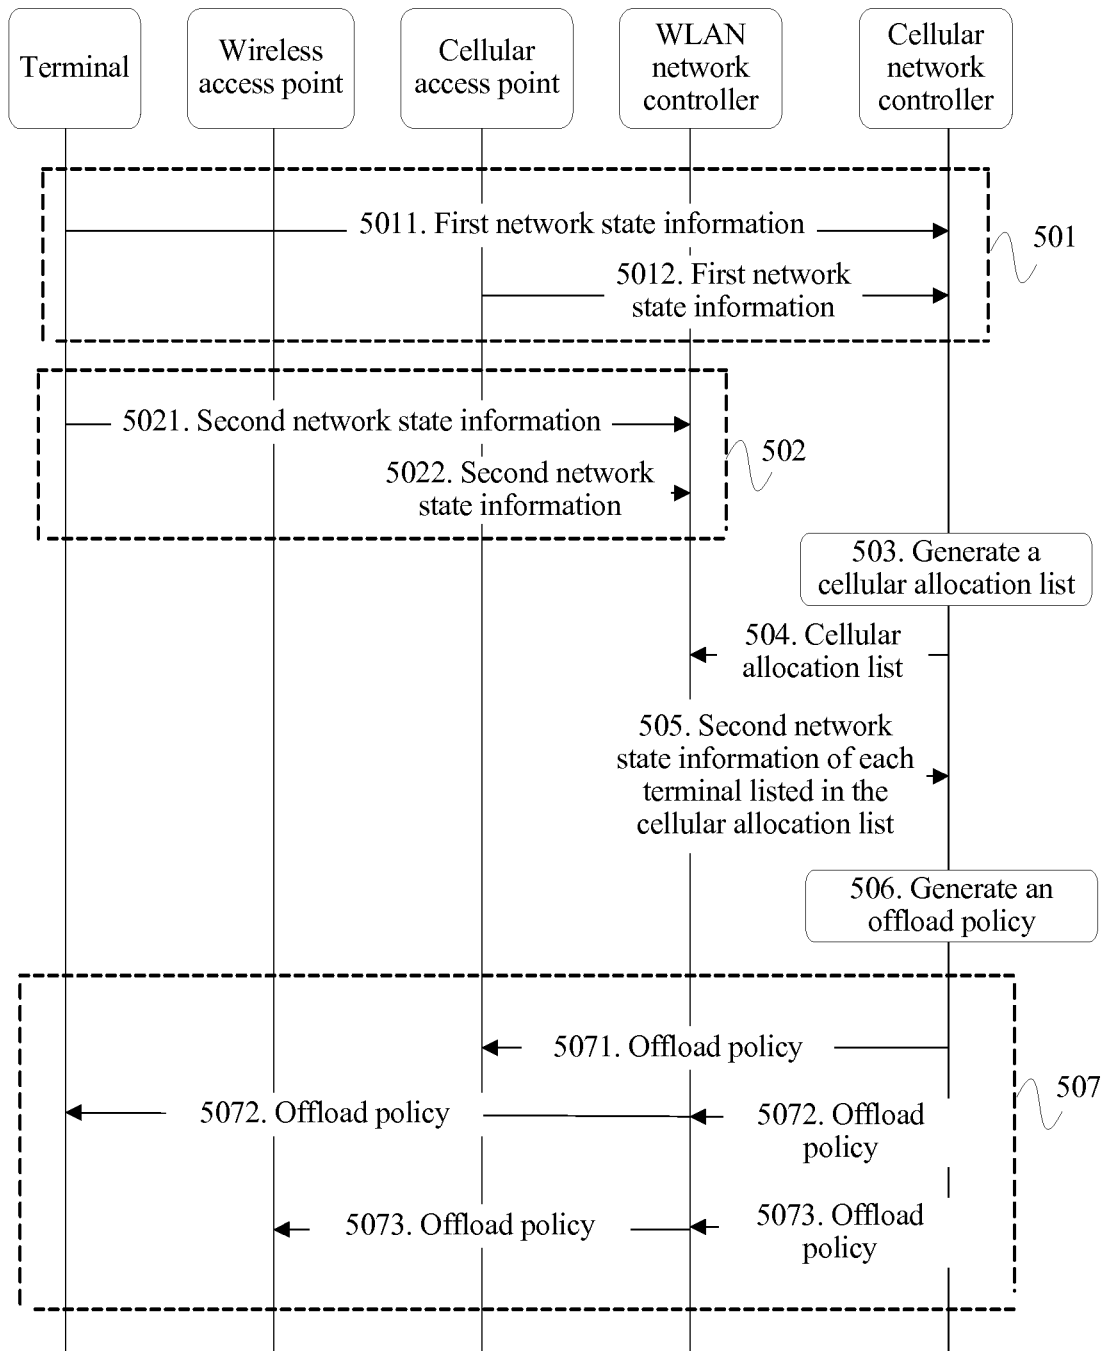 Terminal
Wireless
access point
Cellular
access point
WLAN
network
controller
Cellular
network
controller
5011. First network state information
501
5012. First network
state information
5021. Second network state information
502
5022. Second network
state information
503. Generate a
cellular allocation list
504. Cellular
allocation list
505. Second network
state information of each
terminal listed in the
cellular allocation list
506. Generate an
offload policy
5071. Offload policy
507
5072. Offload policy
5072. Offload
policy
5073. Offload policy
5073. Offload
policy